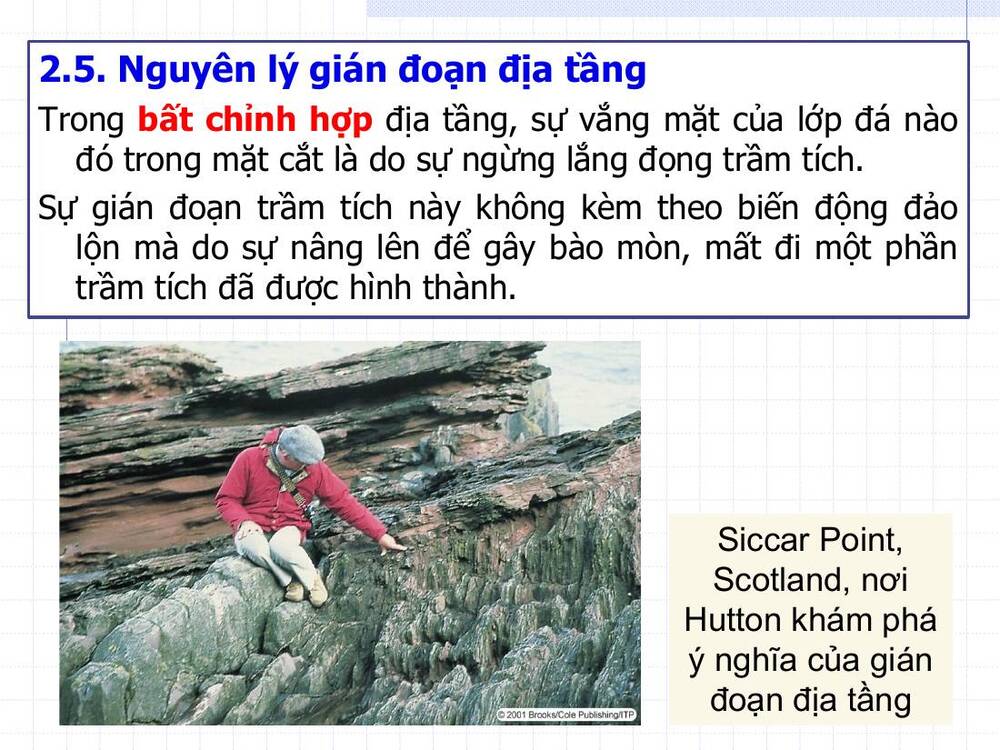 2.5. Nguyên lý gián đoạn địa tầng
Trong bất chỉnh hợp địa tầng, sự vắng mặt của lớp đá nào
đó trong mặt cắt là do sự ngừng lắng đọng trầm tích.
Sự gián đoạn trầm tích này không kèm theo biến động đảo
lộn mà do sự nâng lên để gây bào mòn, mất đi một phần
trầm tích đã được hình thành.
Siccar Point,
Scotland, nơi
Hutton khám phá
ý nghĩa của gián
đoạn địa tầng
© 2001 Brooks/Cole Publishing/ITP